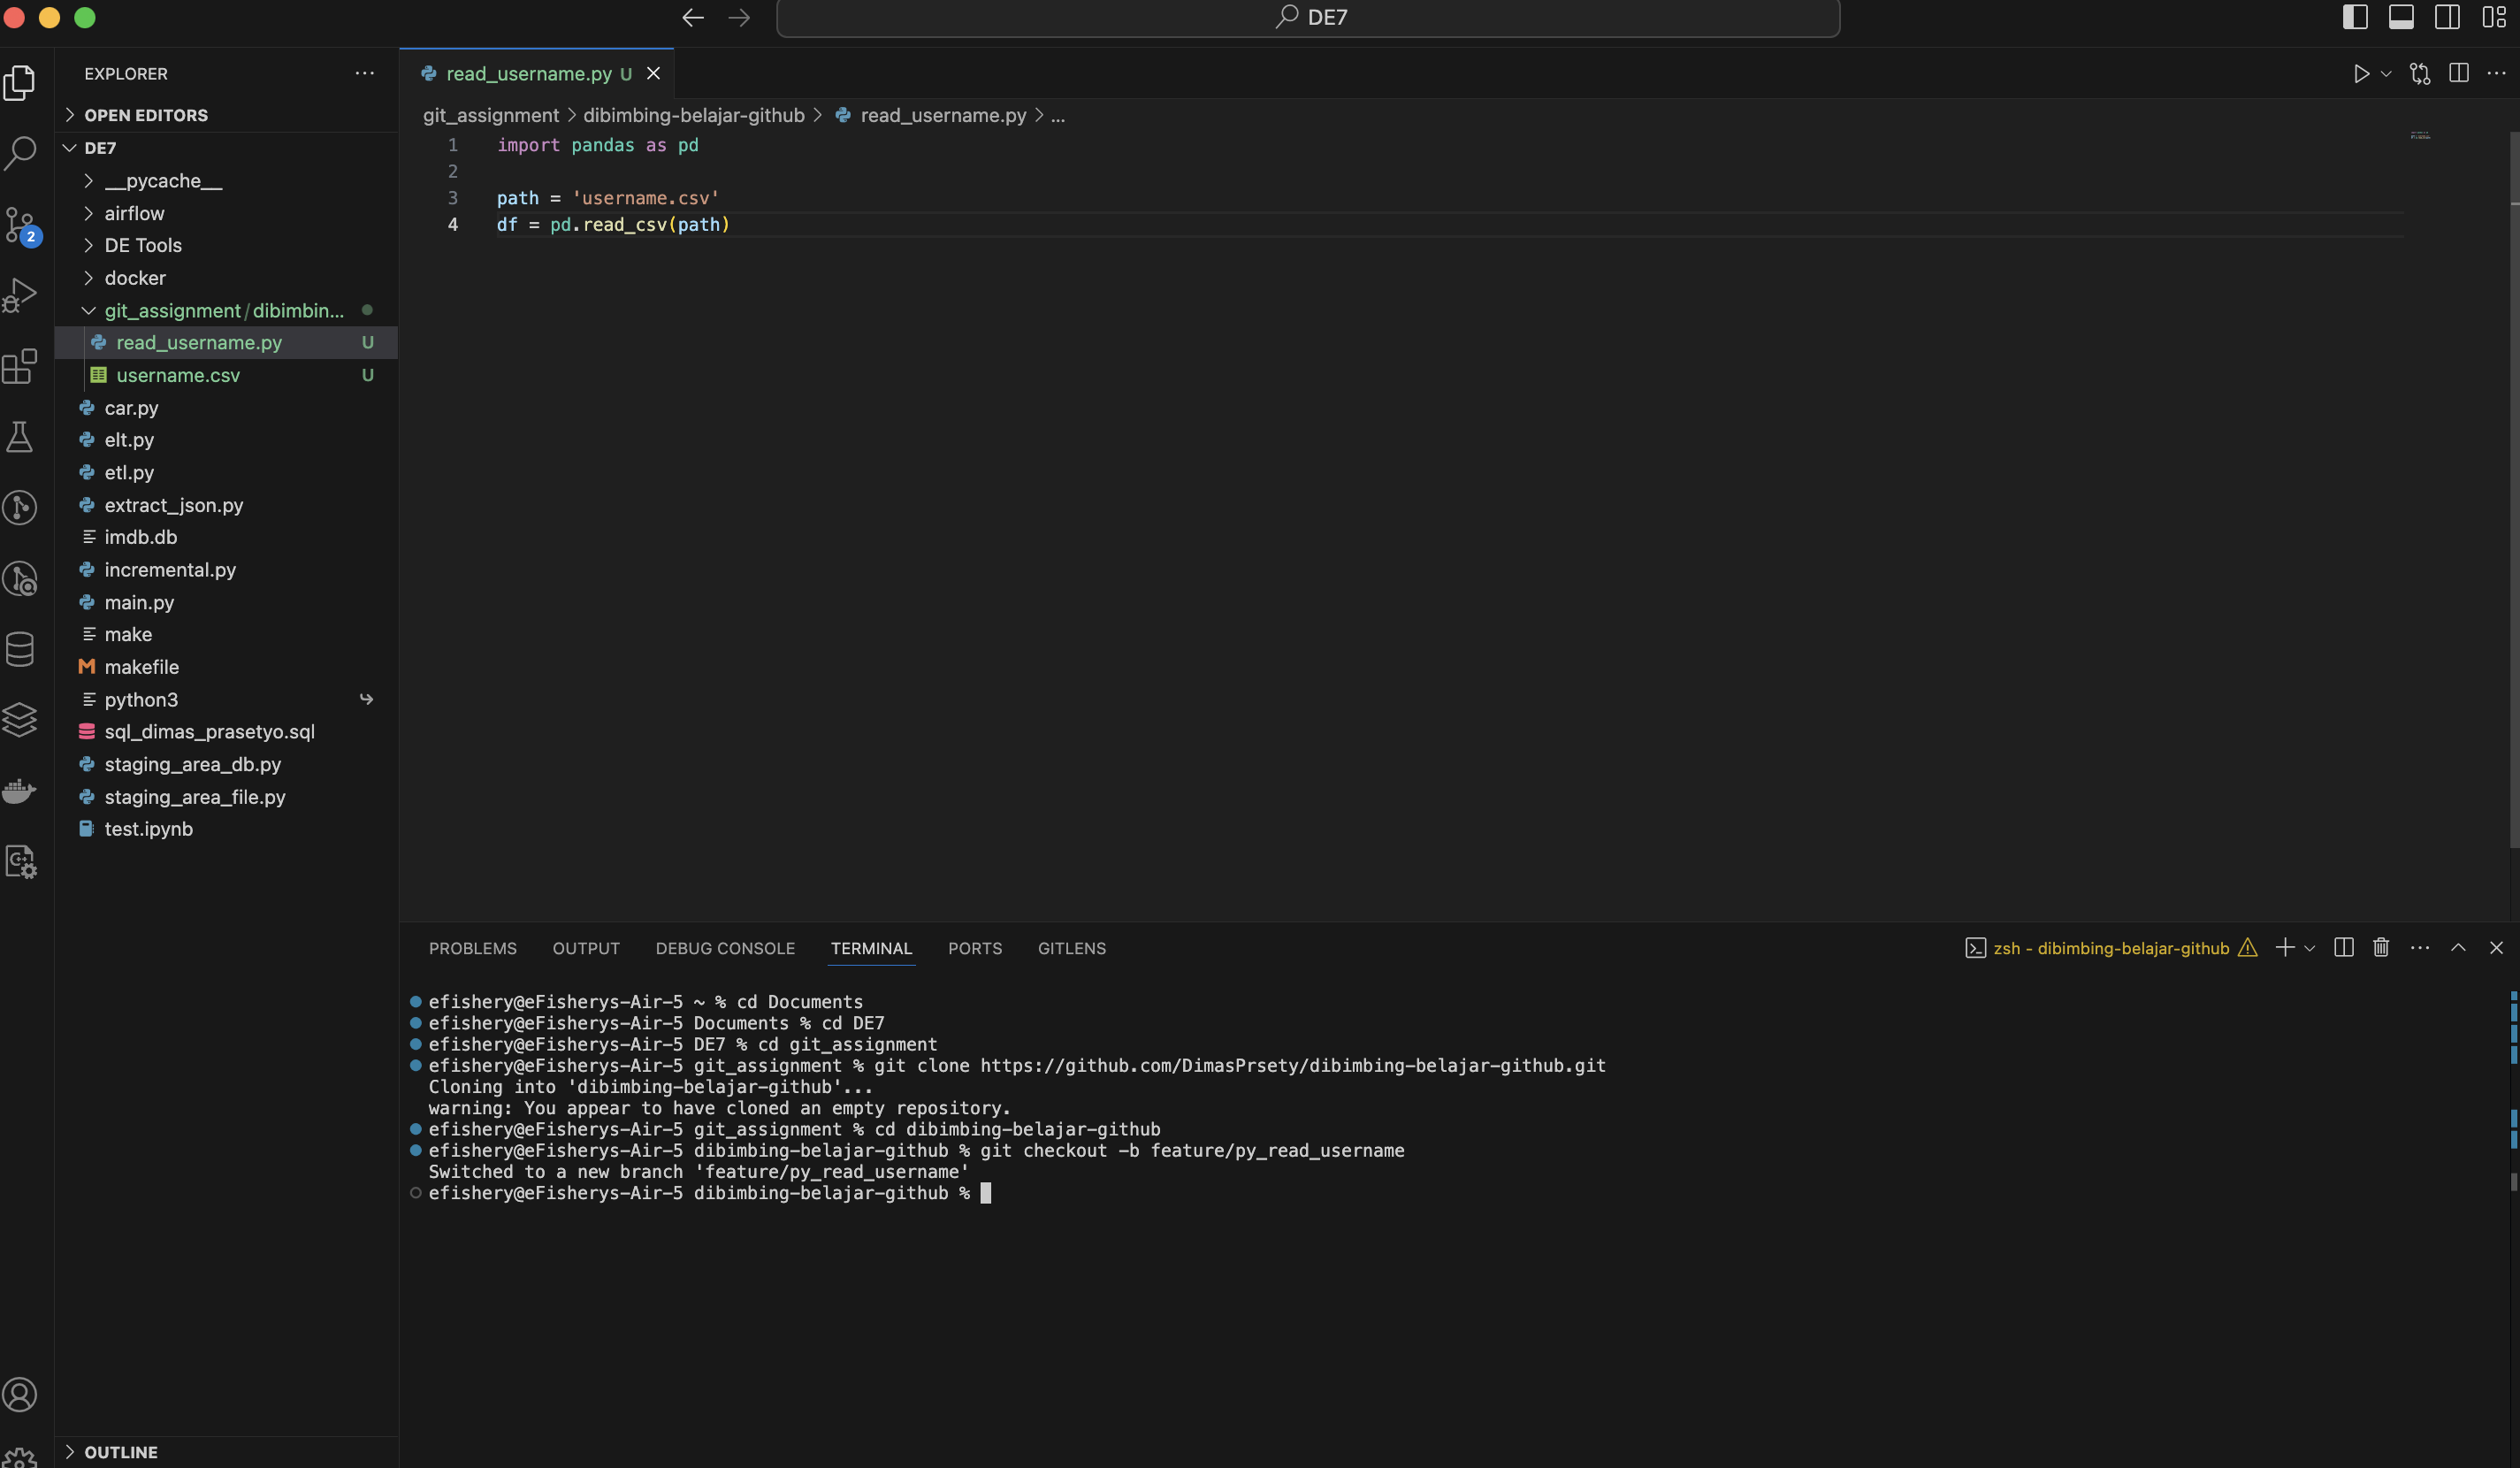 DE7
EXPLORER
OPEN EDITORS
DE7
__pycache__
airflow
DE Tools
docker
git_assignment/dibimbin...
read_username.py U
username.csv U
car.py
elt.py
etl.py
extract_json.py
imdb.db
incremental.py
main.py
make
makefile
python3
sql_dimas_prasetyo.sql
staging_area_db.py
staging_area_file.py
test.ipynb
OUTLINE
2
read_username.py U
git_assignment > dibimbing-belajar-github > read_username.py > ...
1 import pandas as pd
2
3 path = 'username.csv'
4 df = pd.read_csv(path)
PROBLEMS OUTPUT DEBUG CONSOLE TERMINAL PORTS GITLENS
zsh - dibimbing-belajar-github
efishery@eFisherys-Air-5 ~ % cd Documents
efishery@eFisherys-Air-5 Documents % cd DE7
efishery@eFisherys-Air-5 DE7 % cd git_assignment
efishery@eFisherys-Air-5 git_assignment % git clone https://github.com/DimasPrsety/dibimbing-belajar-github.git
Cloning into 'dibimbing-belajar-github'...
warning: You appear to have cloned an empty repository.
efishery@eFisherys-Air-5 git_assignment % cd dibimbing-belajar-github
efishery@eFisherys-Air-5 dibimbing-belajar-github % git checkout -b feature/py_read_username
Switched to a new branch 'feature/py_read_username'
efishery@eFisherys-Air-5 dibimbing-belajar-github %